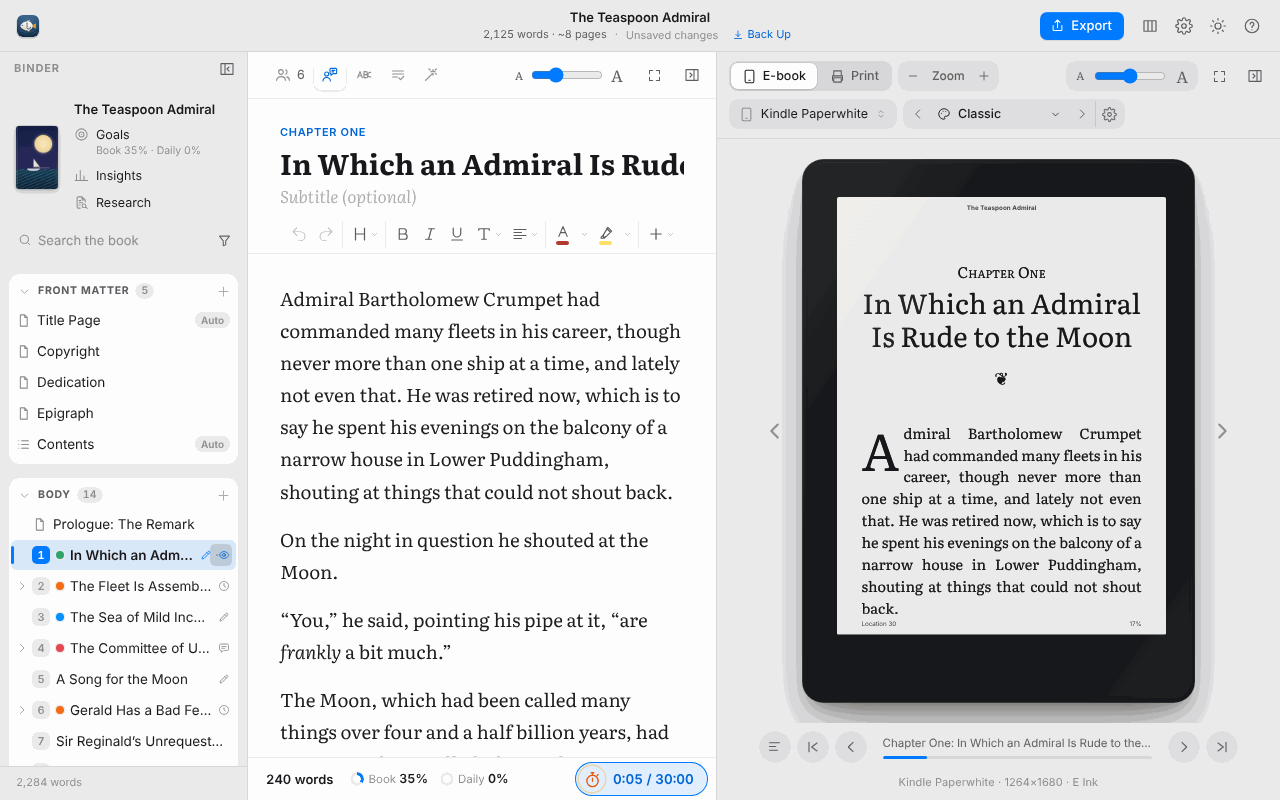 The Teaspoon Admiral
2,125 words · ~8 pages · Unsaved changes Back Up
Export
BINDER
The Teaspoon Admiral
Goals
Book 35% · Daily 0%
Insights
Research
Search the book
FRONT MATTER 5
Title Page Auto
Copyright
Dedication
Epigraph
Contents Auto
BODY 14
Prologue: The Remark
1 In Which an Adm...
2 The Fleet Is Assemb...
3 The Sea of Mild Inc...
4 The Committee of U...
5 A Song for the Moon
6 Gerald Has a Bad Fe...
7 Sir Reginald's Unrequest...
2,284 words
6 ABC A A
CHAPTER ONE
In Which an Admiral Is Rude
Subtitle (optional)
H B I U T A
Admiral Bartholomew Crumpet had
commanded many fleets in his career, though
never more than one ship at a time, and lately
not even that. He was retired now, which is to
say he spent his evenings on the balcony of a
narrow house in Lower Puddingham,
shouting at things that could not shout back.
On the night in question he shouted at the
Moon.
“You,” he said, pointing his pipe at it, “are
frankly a bit much.”
The Moon, which had been called many
things over four and a half billion years, had
240 words Book 35% Daily 0% 0:05 / 30:00
E-book Print Zoom A A
Kindle Paperwhite Classic
The Teaspoon Admiral
Chapter One
In Which an Admiral
Is Rude to the Moon
Admiral Bartholomew Crumpet
had commanded many fleets in his
career, though never more than
one ship at a time, and lately not even
that. He was retired now, which is to say
he spent his evenings on the balcony of a
narrow house in Lower Puddingham,
shouting at things that could not shout
back.
Location 30 17%
Chapter One: In Which an Admiral Is Rude to the...
Kindle Paperwhite · 1264×1680 · E Ink